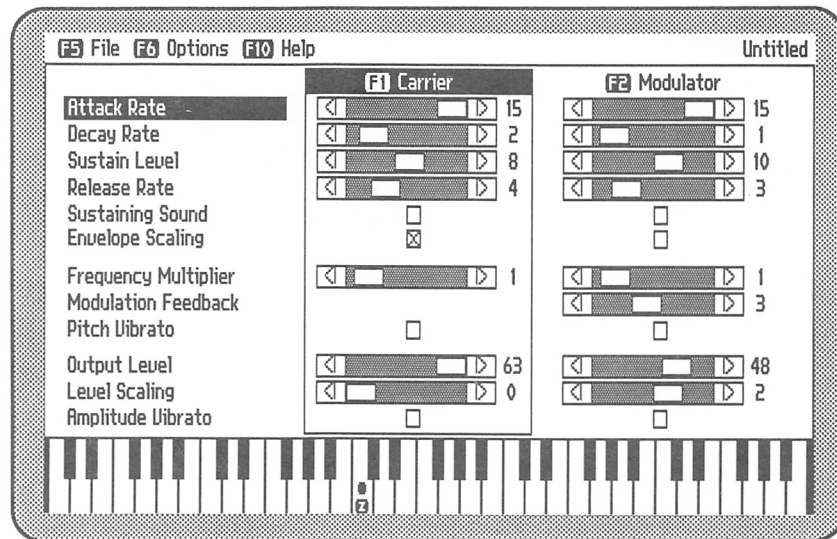 F5 File F6 Options F10 Help Untitled
F1 Carrier F2 Modulator
Attack Rate 15 15
Decay Rate 2 1
Sustain Level 8 10
Release Rate 4 3
Sustaining Sound
Envelope Scaling
Frequency Multiplier 1 1
Modulation Feedback 3
Pitch Vibrato
Output Level 63 48
Level Scaling 0 2
Amplitude Vibrato
Z